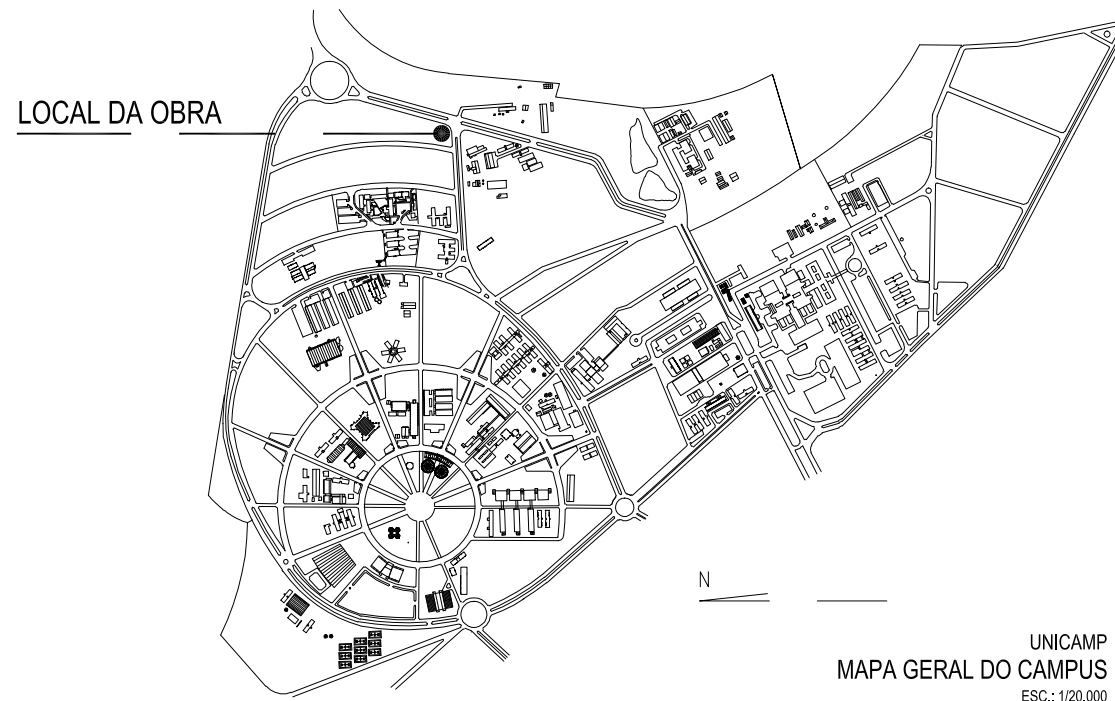 LOCAL DA OBRA
N
UNICAMP
MAPA GERAL DO CAMPUS
ESC.: 1/20.000